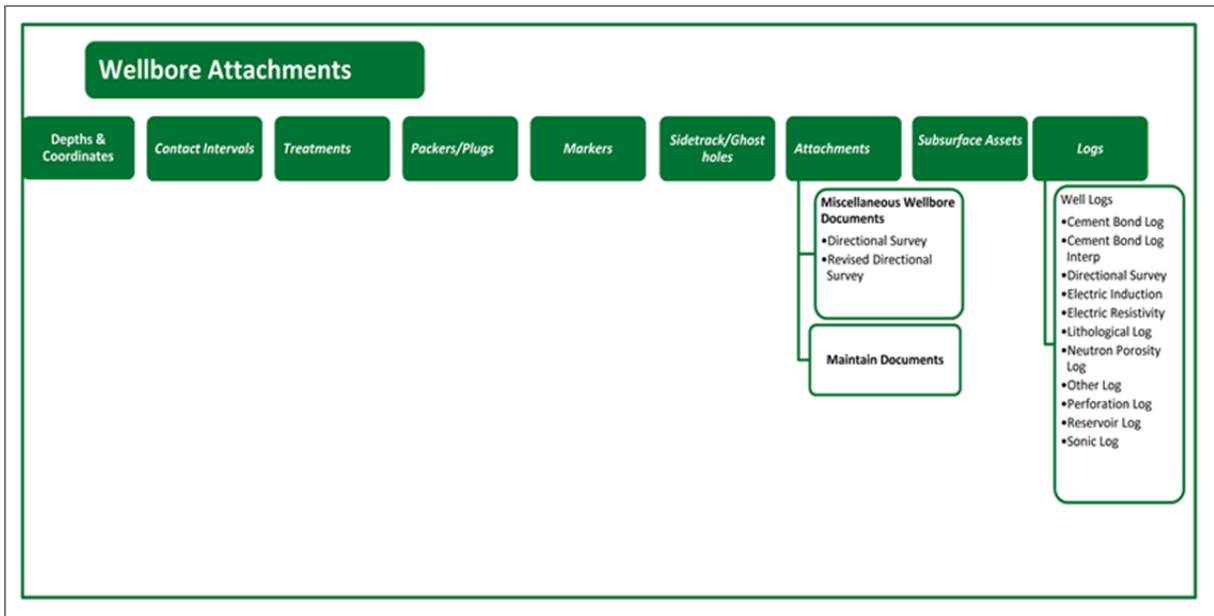 Wellbore Attachments
Depths &
Coordinates
Contact Intervals
Treatments
Packers/Plugs
Markers
Sidetrack/Ghost
holes
Attachments
Subsurface Assets
Logs
Miscellaneous Wellbore
Documents
•Directional Survey
•Revised Directional
Survey
Maintain Documents
Well Logs
•Cement Bond Log
•Cement Bond Log
Interp
•Directional Survey
•Electric Induction
•Electric Resistivity
•Lithological Log
•Neutron Porosity
Log
•Other Log
•Perforation Log
•Reservoir Log
•Sonic Log